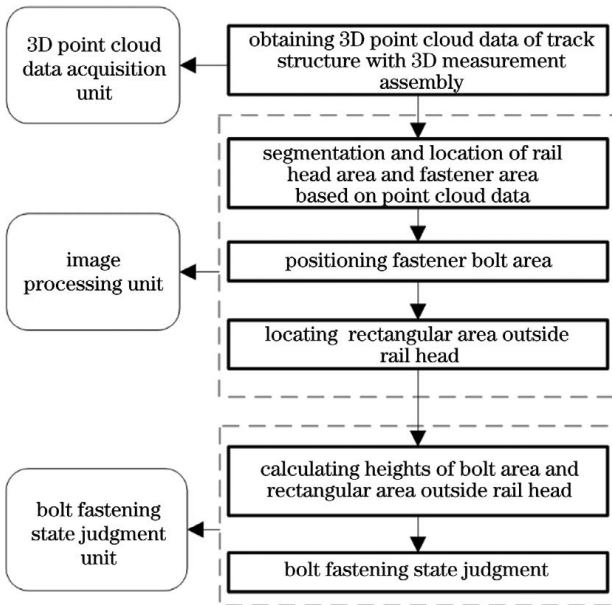 3D point cloud
data acquisition
unit
obtaining 3D point cloud data of track
structure with 3D measurement
assembly
segmentation and location of rail
head area and fastener area
based on point cloud data
image
processing unit
positioning fastener bolt area
locating rectangular area outside
rail head
calculating heights of bolt area and
rectangular area outside rail head
bolt fastening
state judgment
unit
bolt fastening state judgment